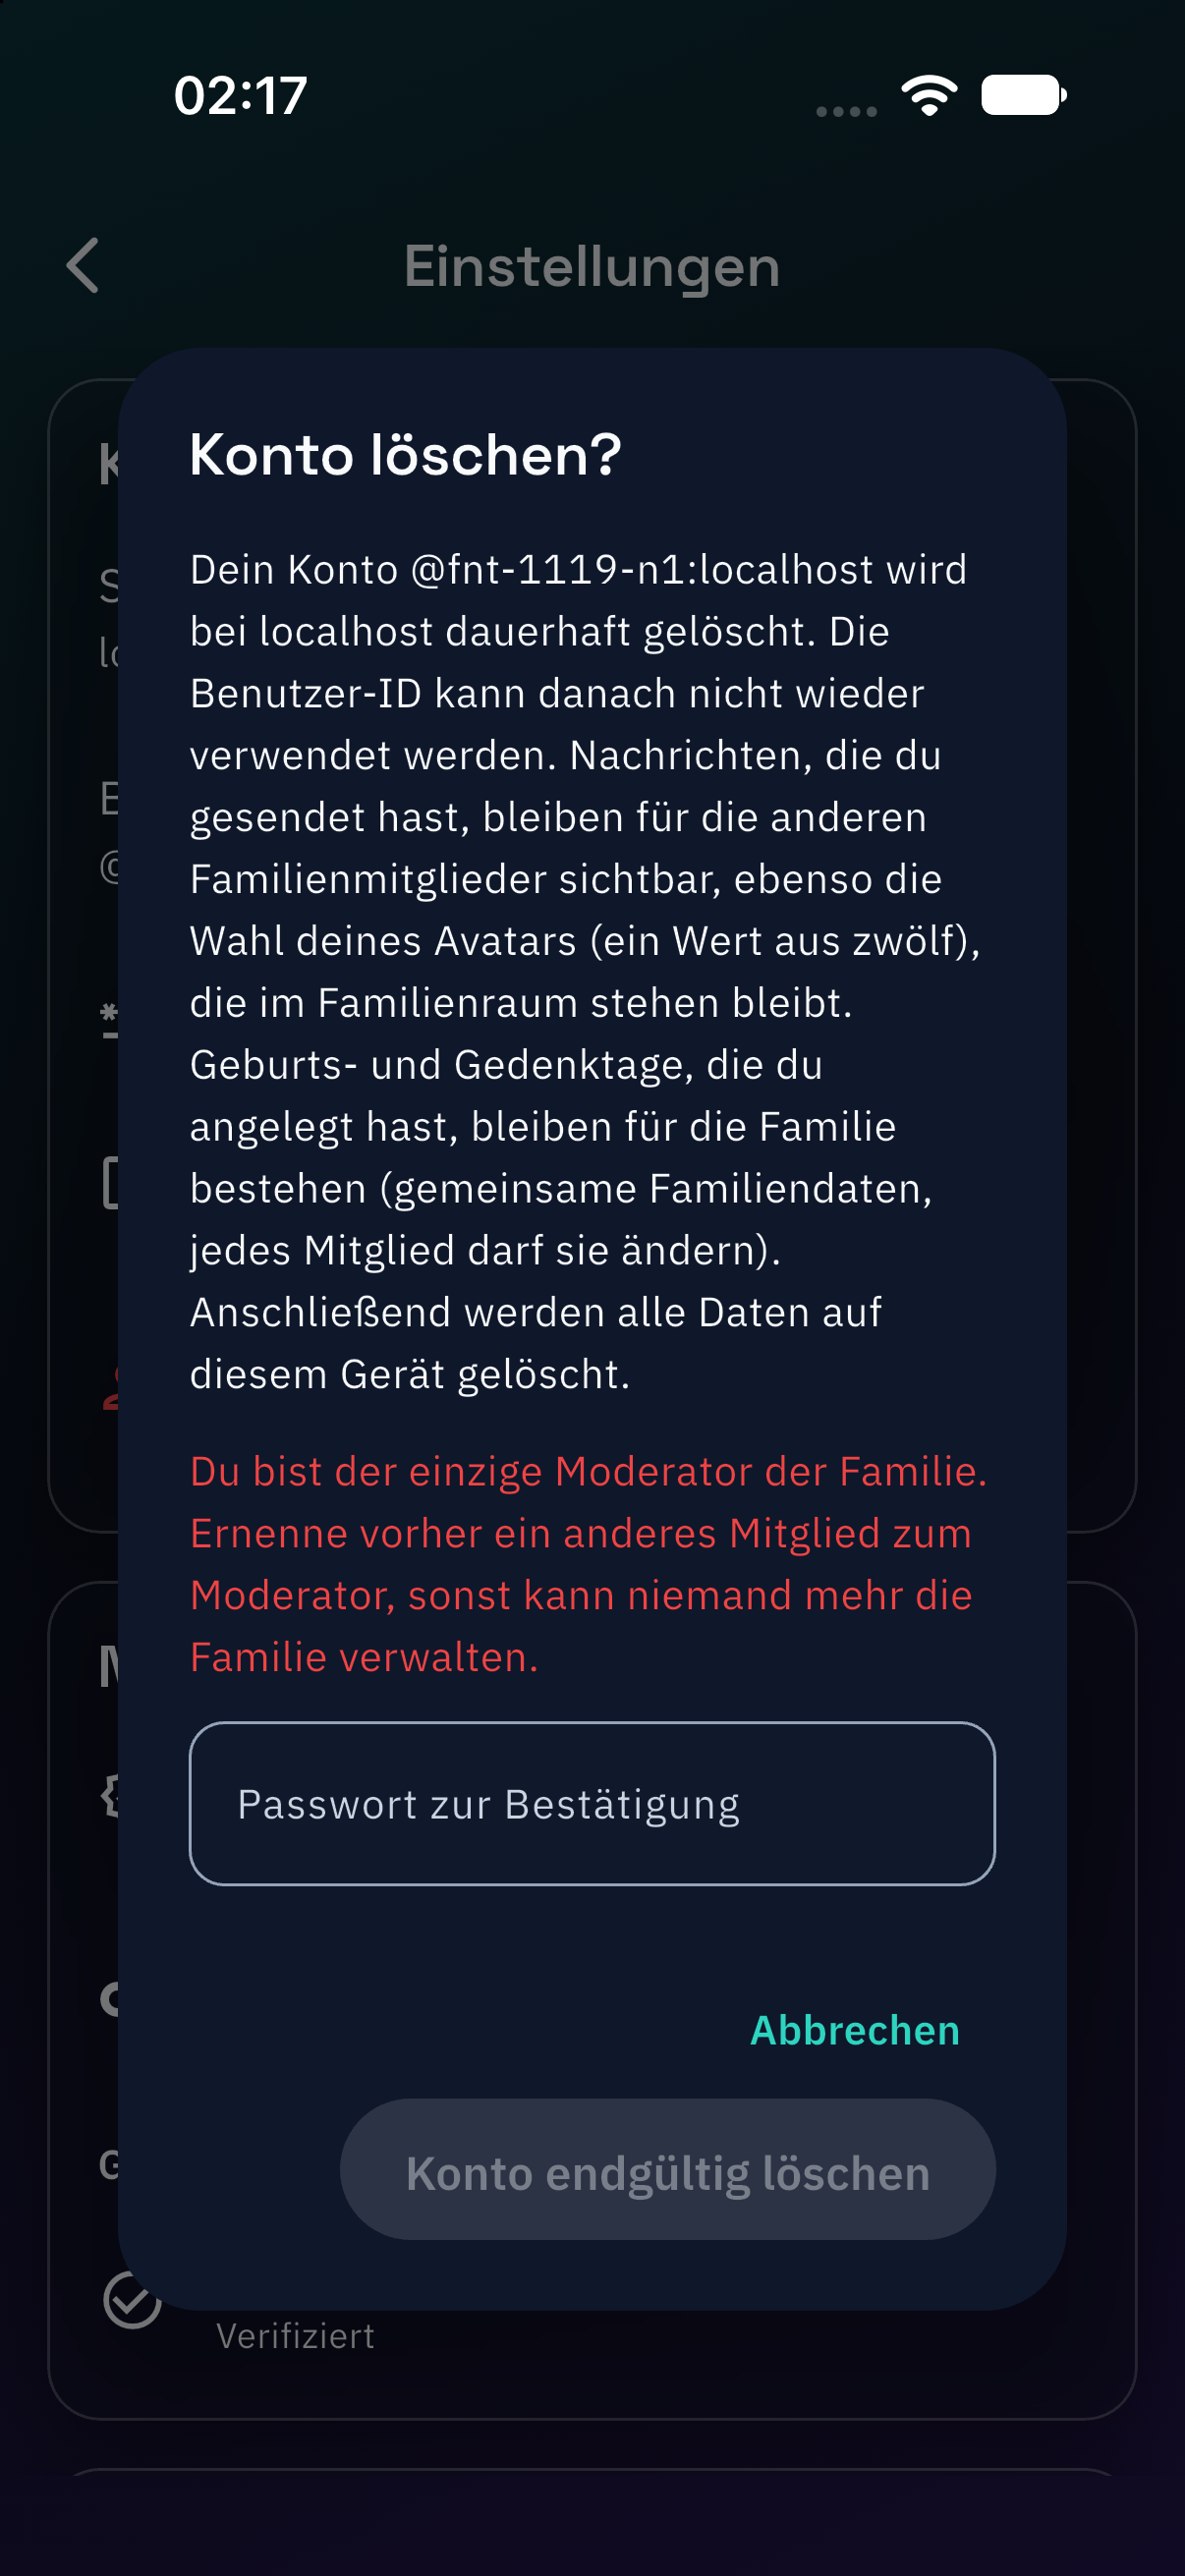 02:17
Einstellungen
Konto löschen?
Dein Konto @fnt-1119-n1:localhost wird
bei localhost dauerhaft gelöscht. Die
Benutzer-ID kann danach nicht wieder
verwendet werden. Nachrichten, die du
gesendet hast, bleiben für die anderen
Familienmitglieder sichtbar, ebenso die
Wahl deines Avatars (ein Wert aus zwölf),
die im Familienraum stehen bleibt.
Geburts- und Gedenktage, die du
angelegt hast, bleiben für die Familie
bestehen (gemeinsame Familiendaten,
jedes Mitglied darf sie ändern).
Anschließend werden alle Daten auf
diesem Gerät gelöscht.
Du bist der einzige Moderator der Familie.
Ernenne vorher ein anderes Mitglied zum
Moderator, sonst kann niemand mehr die
Familie verwalten.
Passwort zur Bestätigung
Abbrechen
Konto endgültig löschen
Verifiziert